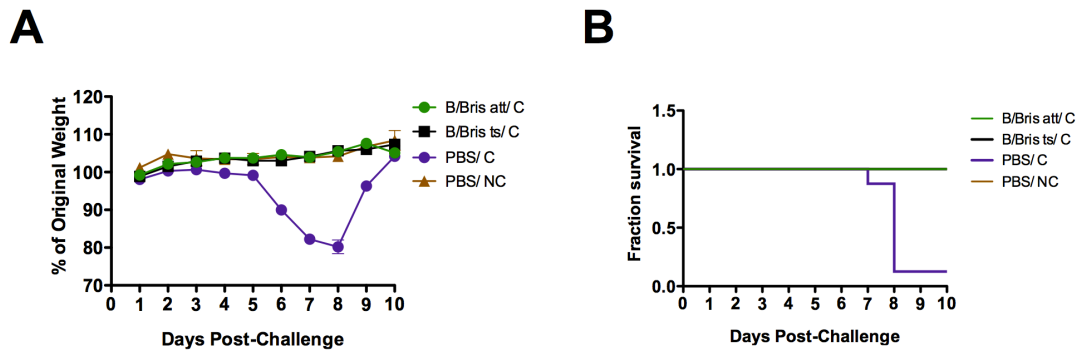 A
% of Original Weight
120
110
100
90
80
70
0 1 2 3 4 5 6 7 8 9 10
Days Post-Challenge
B/Bris att/ C
B/Bris ts/ C
PBS/ C
PBS/ NC
B
Fraction survival
1.5
1.0
0.5
0.0
0 1 2 3 4 5 6 7 8 9 10
Days Post-Challenge
B/Bris att/ C
B/Bris ts/ C
PBS/ C
PBS/ NC